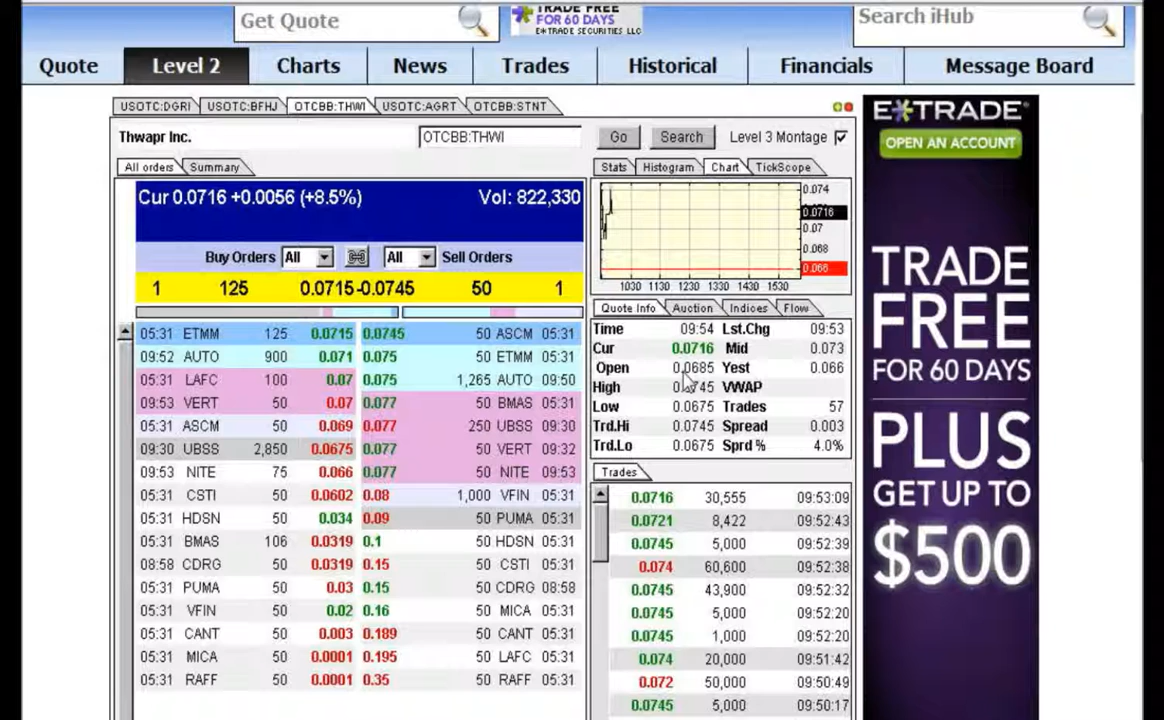 Get Quote
TRADE FREE
FOR 60 DAYS
E*TRADE SECURITIES LLC
Search iHub
Quote Level 2 Charts News Trades Historical Financials Message Board
USOTC:DGRI USOTC:BFHJ OTCBB:THWI USOTC:AGRT OTCBB:STNT
Thwapr Inc. OTCBB:THWI Go Search Level 3 Montage
All orders Summary
Cur 0.0716 +0.0056 (+8.5%) Vol: 822,330
Buy Orders All All Sell Orders
1 125 0.0715-0.0745 50 1
05:31 ETMM 125 0.0715 0.0745 50 ASCM 05:31
09:52 AUTO 900 0.071 0.075 50 ETMM 05:31
05:31 LAFC 100 0.07 0.075 1,265 AUTO 09:50
09:53 VERT 50 0.07 0.077 50 BMAS 05:31
05:31 ASCM 50 0.069 0.077 250 UBSS 09:30
09:30 UBSS 2,850 0.0675 0.077 50 VERT 09:32
09:53 NITE 75 0.066 0.077 50 NITE 09:53
05:31 CSTI 50 0.0602 0.08 1,000 VFIN 05:31
05:31 HDSN 50 0.034 0.09 50 PUMA 05:31
05:31 BMAS 106 0.0319 0.1 50 HDSN 05:31
08:58 CDRG 50 0.0319 0.15 50 CSTI 05:31
05:31 PUMA 50 0.03 0.15 50 CDRG 08:58
05:31 VFIN 50 0.02 0.16 50 MICA 05:31
05:31 CANT 50 0.003 0.189 50 CANT 05:31
05:31 MICA 50 0.0001 0.195 50 LAFC 05:31
05:31 RAFF 50 0.0001 0.35 50 RAFF 05:31
Stats Histogram Chart TickScope
0.074
0.0716
0.07
0.068
0.066
1030 1130 1230 1330 1430 1530
Quote Info Auction Indices Flow
Time 09:54 Lst.Chg 09:53
Cur 0.0716 Mid 0.073
Open 0.0685 Yest 0.066
High VWAP
Low 0.0675 Trades 57
Trd.Hi 0.0745 Spread 0.003
Trd.Lo 0.0675 Sprd % 4.0%
Trades
0.0716 30,555 09:53:09
0.0721 8,422 09:52:43
0.0745 5,000 09:52:39
0.074 60,600 09:52:38
0.0745 43,900 09:52:32
0.0745 5,000 09:52:20
0.0745 1,000 09:52:20
0.074 20,000 09:51:42
0.072 50,000 09:50:49
0.0745 5,000 09:50:17
E*TRADE
OPEN AN ACCOUNT
TRADE
FREE
FOR 60 DAYS
PLUS
GET UP TO
$500